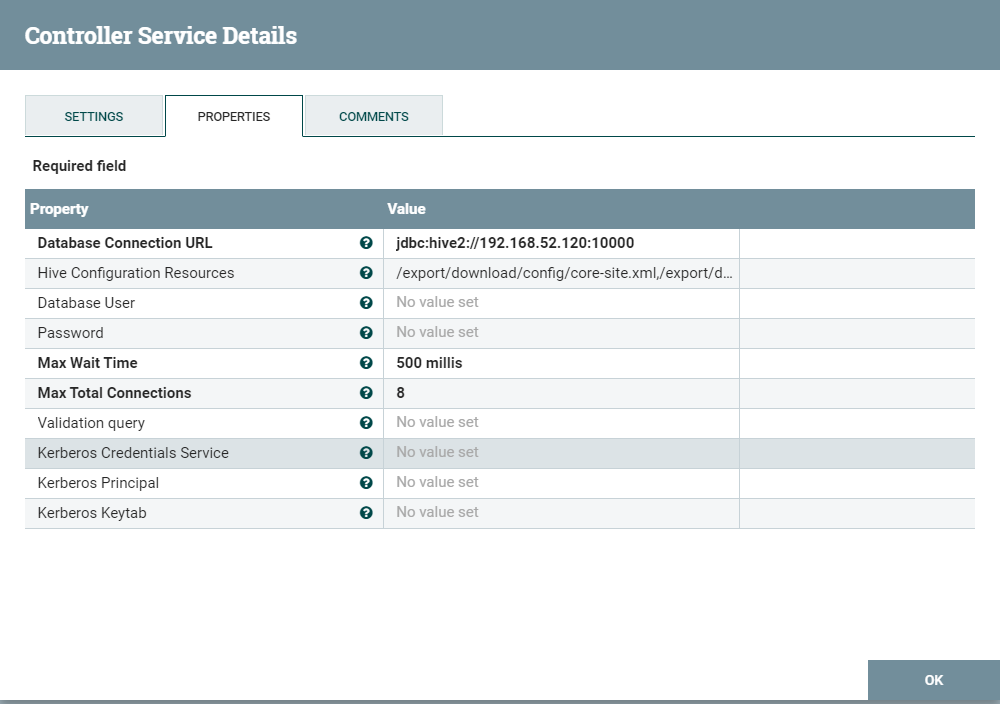 Controller Service Details
SETTINGS PROPERTIES COMMENTS
Required field
Property Value
Database Connection URL jdbc:hive2://192.168.52.120:10000
Hive Configuration Resources /export/download/config/core-site.xml,/export/d...
Database User No value set
Password No value set
Max Wait Time 500 millis
Max Total Connections 8
Validation query No value set
Kerberos Credentials Service No value set
Kerberos Principal No value set
Kerberos Keytab No value set
OK